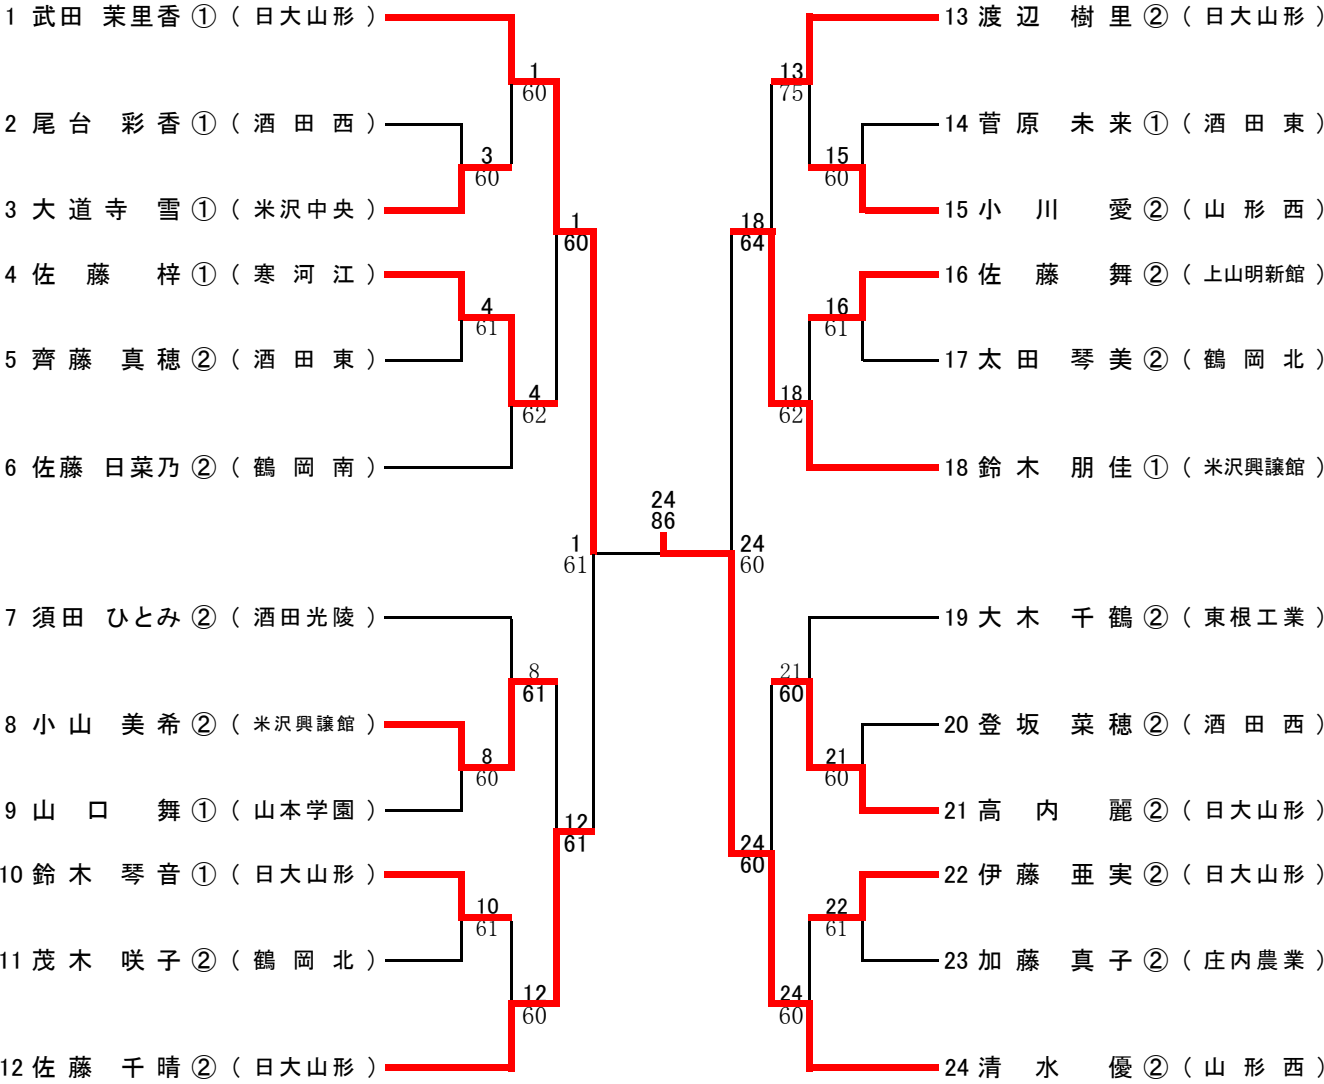 1 武田 茉里香 ① （ 日大山形 ）
1
60
2 尾台 彩香 ① （ 酒田西 ）
3
60
3 大道寺 雪 ① （ 米沢中央 ）
1
60
4 佐藤 梓 ① （ 寒河江 ）
4
61
5 齊藤 真穂 ② （ 酒田東 ）
4
62
6 佐藤 日菜乃 ② （ 鶴岡南 ）
1
61
7 須田 ひとみ ② （ 酒田光陵 ）
8
61
8 小山 美希 ② （ 米沢興譲館 ）
8
60
9 山口 舞 ① （ 山本学園 ）
12
61
10 鈴木 琴音 ① （ 日大山形 ）
10
61
11 茂木 咲子 ② （ 鶴岡北 ）
12
60
12 佐藤 千晴 ② （ 日大山形 ）
24
86
13 渡辺 樹里 ② （ 日大山形 ）
13
75
14 菅原 未来 ① （ 酒田東 ）
15
60
15 小川 愛 ② （ 山形西 ）
18
64
16 佐藤 舞 ② （ 上山明新館 ）
16
61
17 太田 琴美 ② （ 鶴岡北 ）
18
62
18 鈴木 朋佳 ① （ 米沢興譲館 ）
24
60
19 大木 千鶴 ② （ 東根工業 ）
21
60
20 登坂 菜穂 ② （ 酒田西 ）
21
60
21 高内 麗 ② （ 日大山形 ）
24
60
22 伊藤 亜実 ② （ 日大山形 ）
22
61
23 加藤 真子 ② （ 庄内農業 ）
24
60
24 清水 優 ② （ 山形西 ）